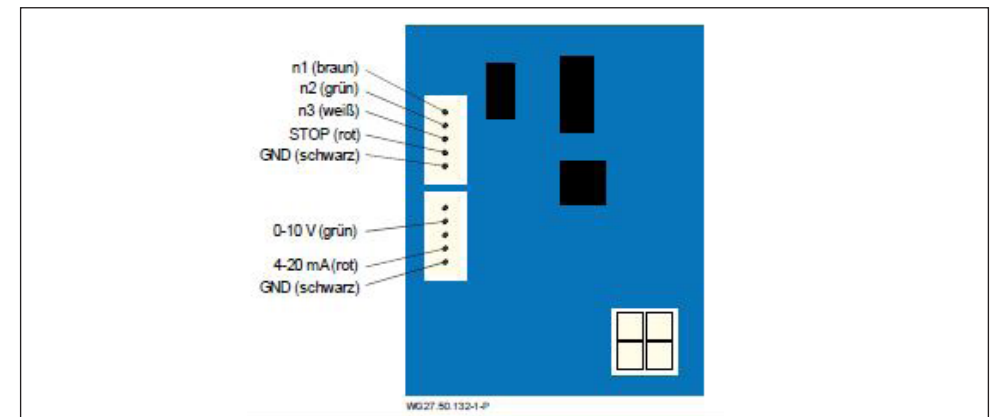 n1 (braun)
n2 (grün)
n3 (weiß)
STOP (rot)
GND (schwarz)
0-10 V (grün)
4-20 mA (rot)
GND (schwarz)
WG27.50.132-1-P